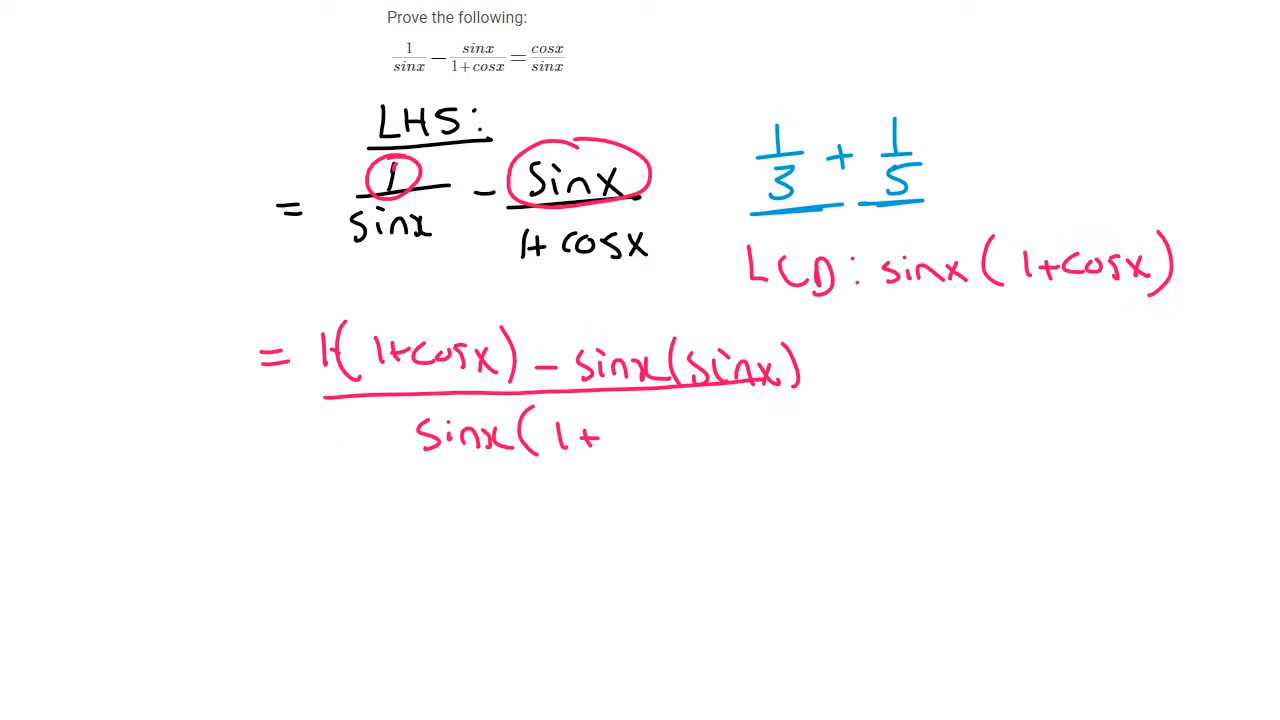 Prove the following:
1/sinx − sinx/1+cosx = cosx/sinx
LHS:
= 1/sinx - sinx/1+cosx
1/3 + 1/5
LCD: sinx(1+cosx)
= 1(1+cosx) - sinx(sinx)
sinx(1+